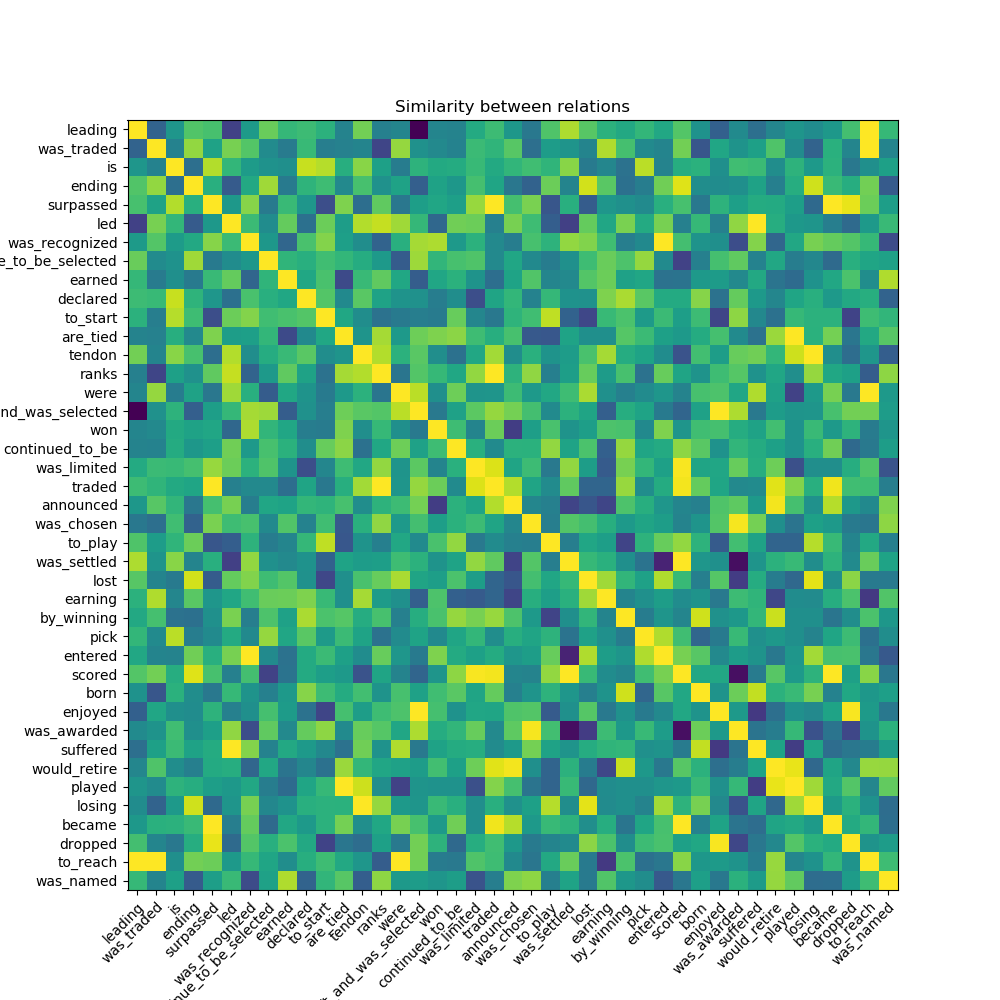 Similarity between relations
leading
was_traded
is
ending
surpassed
led
was_recognized
e_to_be_selected
earned
declared
to_start
are_tied
tendon
ranks
were
nd_was_selected
won
continued_to_be
was_limited
traded
announced
was_chosen
to_play
was_settled
lost
earning
by_winning
pick
entered
scored
born
enjoyed
was_awarded
suffered
would_retire
played
losing
became
dropped
to_reach
was_named
leading
was_traded
is
ending
surpassed
led
was_recognized
nue_to_be_selected
earned
declared
to_start
are_tied
tendon
ranks
were
_and_was_selected
won
continued_to_be
was_limited
traded
announced
was_chosen
to_play
was_settled
lost
earning
by_winning
pick
entered
scored
born
enjoyed
was_awarded
suffered
would_retire
played
losing
became
dropped
to_reach
was_named